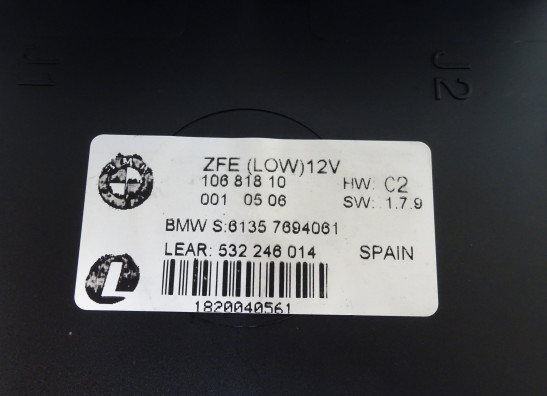 J1
J2
ZFE (LOW)12V
106 818 10 HW: C2
001 05 06 SW: 1.7.9
BMW S:6135 7694061
LEAR: 532 246 014 SPAIN
L
1820040561